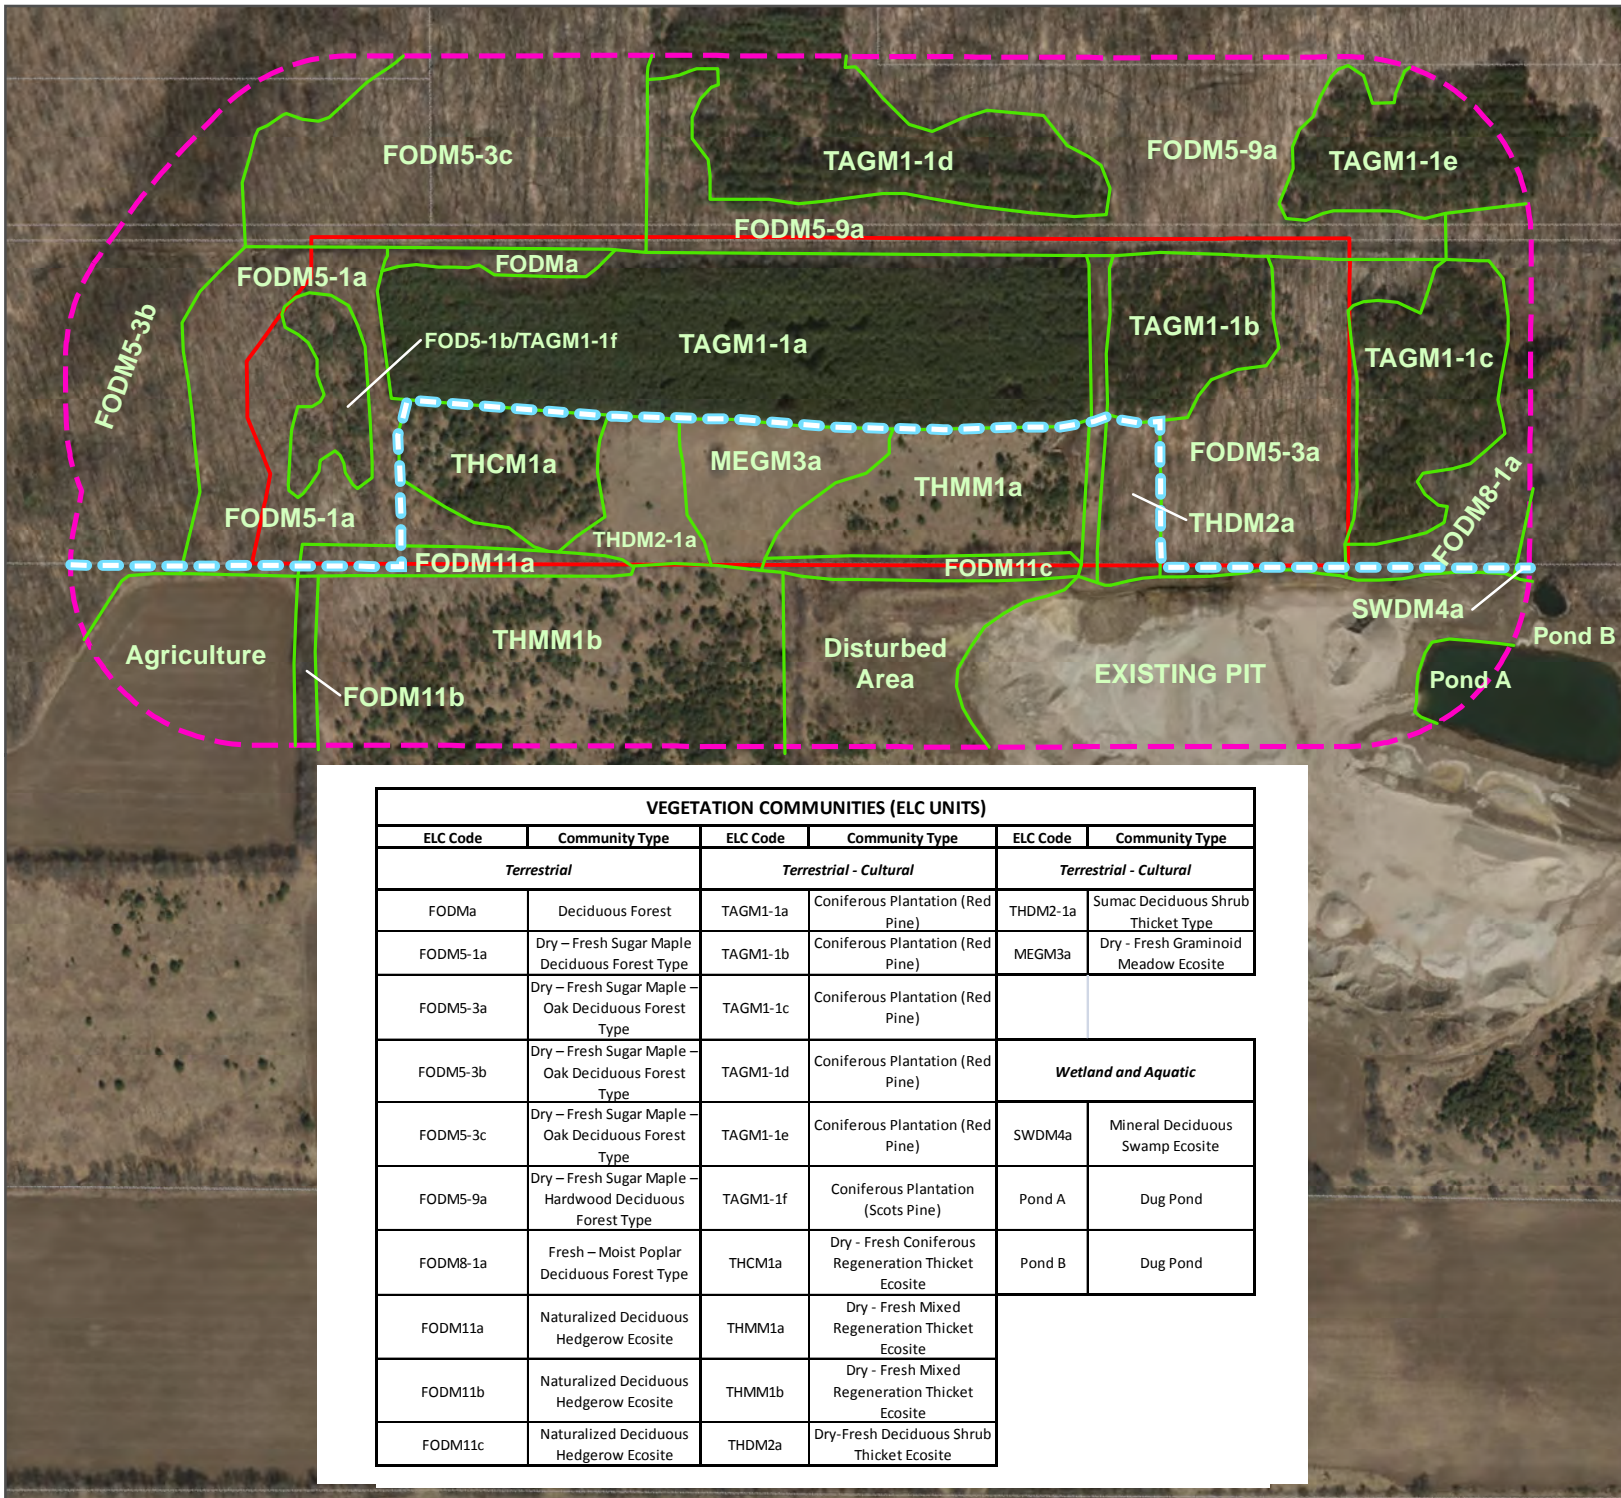 FODM5-3c
TAGM1-1d
FODM5-9a
TAGM1-1e
FODM5-9a
FODM5-1a
FODMa
FODM5-3b
FOD5-1b/TAGM1-1f
TAGM1-1a
TAGM1-1b
TAGM1-1c
THCM1a
MEGM3a
THMM1a
FODM5-3a
FODM8-1a
FODM5-1a
THDM2-1a
THDM2a
FODM11a
FODM11c
SWDM4a
Pond B
Agriculture
THMM1b
Disturbed
Area
EXISTING PIT
Pond A
FODM11b
VEGETATION COMMUNITIES (ELC UNITS)
ELC Code Community Type ELC Code Community Type ELC Code Community Type
Terrestrial Terrestrial - Cultural Terrestrial - Cultural
FODMa Deciduous Forest TAGM1-1a Coniferous Plantation (Red
Pine) THDM2-1a Sumac Deciduous Shrub
Thicket Type
FODM5-1a Dry – Fresh Sugar Maple
Deciduous Forest Type TAGM1-1b Coniferous Plantation (Red
Pine) MEGM3a Dry - Fresh Graminoid
Meadow Ecosite
FODM5-3a Dry – Fresh Sugar Maple –
Oak Deciduous Forest
Type TAGM1-1c Coniferous Plantation (Red
Pine)
FODM5-3b Dry – Fresh Sugar Maple –
Oak Deciduous Forest
Type TAGM1-1d Coniferous Plantation (Red
Pine) Wetland and Aquatic
FODM5-3c Dry – Fresh Sugar Maple –
Oak Deciduous Forest
Type TAGM1-1e Coniferous Plantation (Red
Pine) SWDM4a Mineral Deciduous
Swamp Ecosite
FODM5-9a Dry – Fresh Sugar Maple –
Hardwood Deciduous
Forest Type TAGM1-1f Coniferous Plantation
(Scots Pine) Pond A Dug Pond
FODM8-1a Fresh – Moist Poplar
Deciduous Forest Type THCM1a Dry - Fresh Coniferous
Regeneration Thicket
Ecosite Pond B Dug Pond
FODM11a Naturalized Deciduous
Hedgerow Ecosite THMM1a Dry - Fresh Mixed
Regeneration Thicket
Ecosite
FODM11b Naturalized Deciduous
Hedgerow Ecosite THMM1b Dry - Fresh Mixed
Regeneration Thicket
Ecosite
FODM11c Naturalized Deciduous
Hedgerow Ecosite THDM2a Dry-Fresh Deciduous Shrub
Thicket Ecosite